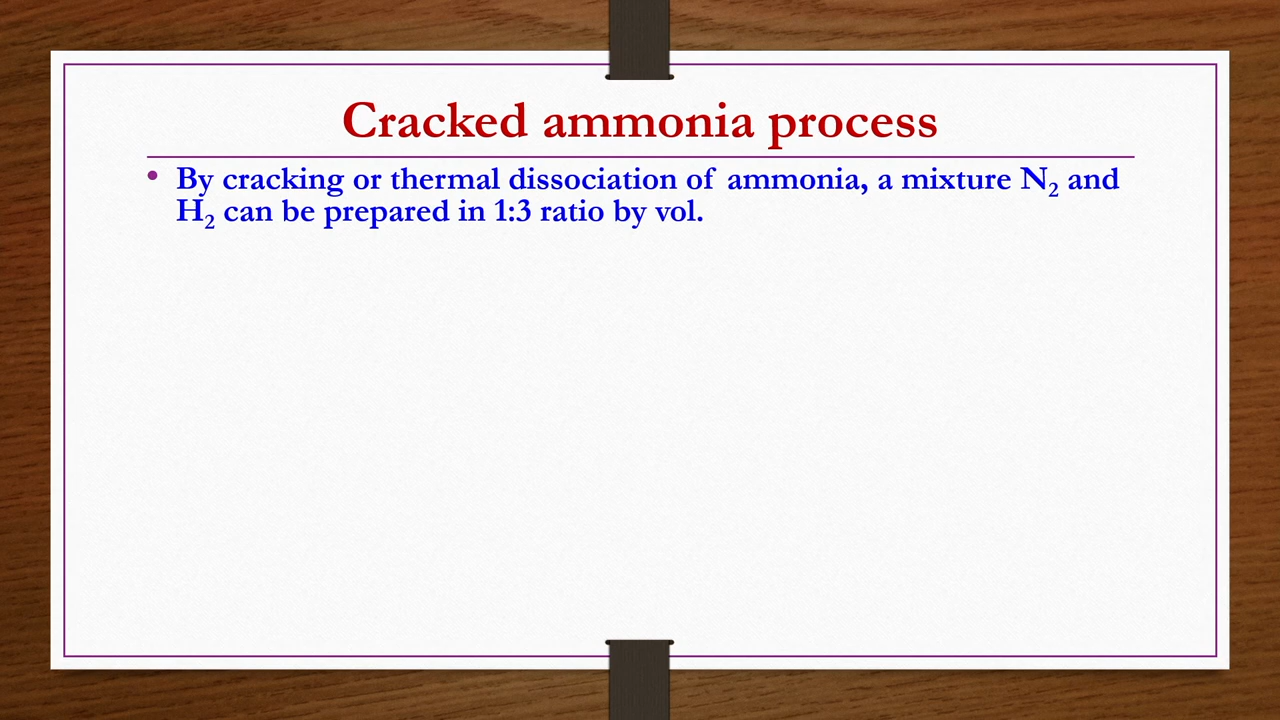 Cracked ammonia process
• By cracking or thermal dissociation of ammonia, a mixture N₂ and
H₂ can be prepared in 1:3 ratio by vol.